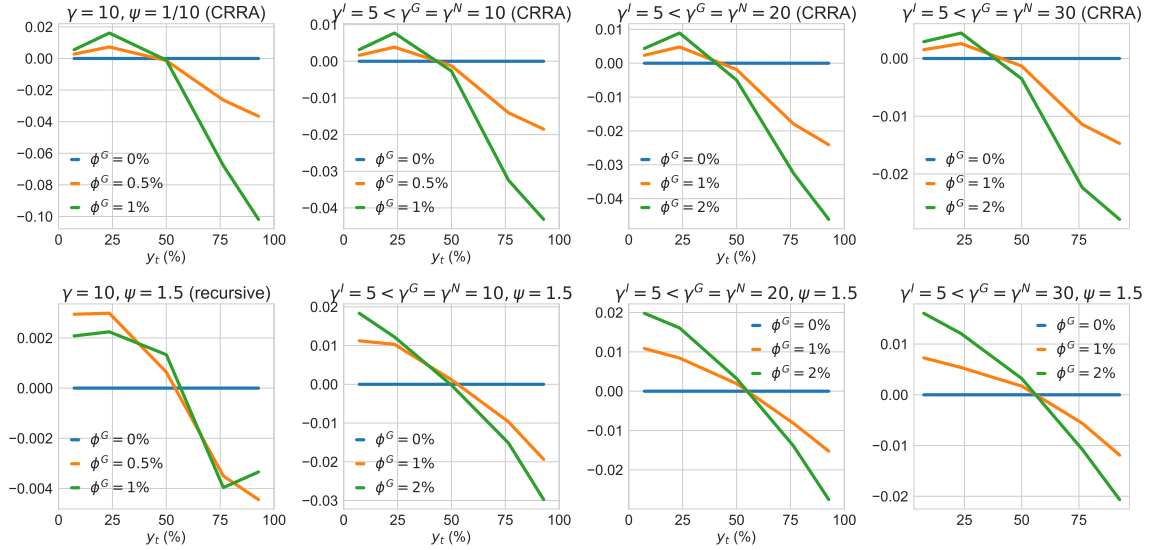 γ = 10, ψ = 1/10 (CRRA)
0.02
0.00
−0.02
−0.04
−0.06
−0.08
−0.10
ϕ^G = 0%
ϕ^G = 0.5%
ϕ^G = 1%
0 25 50 75 100
y_t (%)
γ^I = 5 < γ^G = γ^N = 10 (CRRA)
0.01
0.00
−0.01
−0.02
−0.03
−0.04
ϕ^G = 0%
ϕ^G = 0.5%
ϕ^G = 1%
0 25 50 75 100
y_t (%)
γ^I = 5 < γ^G = γ^N = 20 (CRRA)
0.01
0.00
−0.01
−0.02
−0.03
−0.04
ϕ^G = 0%
ϕ^G = 1%
ϕ^G = 2%
0 25 50 75 100
y_t (%)
γ^I = 5 < γ^G = γ^N = 30 (CRRA)
0.00
−0.01
−0.02
ϕ^G = 0%
ϕ^G = 1%
ϕ^G = 2%
25 50 75
y_t (%)
γ = 10, ψ = 1.5 (recursive)
0.002
0.000
−0.002
−0.004
ϕ^G = 0%
ϕ^G = 0.5%
ϕ^G = 1%
0 25 50 75 100
y_t (%)
γ^I = 5 < γ^G = γ^N = 10, ψ = 1.5
0.02
0.01
0.00
−0.01
−0.02
−0.03
ϕ^G = 0%
ϕ^G = 1%
ϕ^G = 2%
0 25 50 75 100
y_t (%)
γ^I = 5 < γ^G = γ^N = 20, ψ = 1.5
0.02
0.01
0.00
−0.01
−0.02
ϕ^G = 0%
ϕ^G = 1%
ϕ^G = 2%
0 25 50 75 100
y_t (%)
γ^I = 5 < γ^G = γ^N = 30, ψ = 1.5
0.01
0.00
−0.01
−0.02
ϕ^G = 0%
ϕ^G = 1%
ϕ^G = 2%
25 50 75
y_t (%)